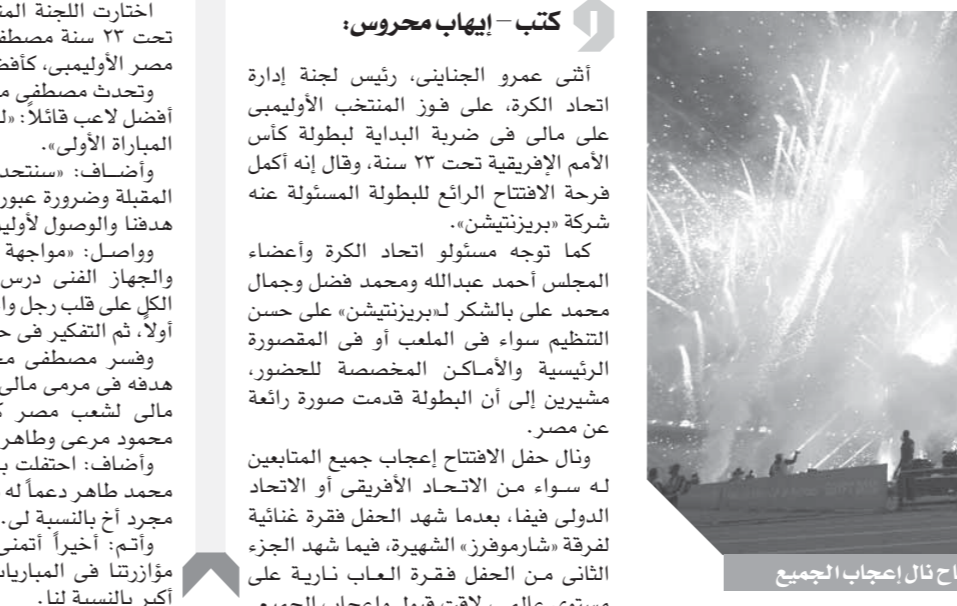 كتب – إيهاب محروس:
أثنى عمرو الجناينى، رئيس لجنة إدارة
اتحاد الكرة، على فوز المنتخب الأوليمبى
على مالى فى ضربة البداية لبطولة كأس
الأمم الإفريقية تحت ٢٣ سنة، وقال إنه أكمل
فرحة الافتتاح الرائع للبطولة المسئولة عنه
شركة «بريزنتيشن».
كما توجه مسئولو اتحاد الكرة وأعضاء
المجلس أحمد عبدالله ومحمد فضل وجمال
محمد على بالشكر لـ«بريزنتيشن» على حسن
التنظيم سواء فى الملعب أو فى المقصورة
الرئيسية والأماكن المخصصة للحضور،
مشيرين إلى أن البطولة قدمت صورة رائعة
عن مصر.
ونال حفل الافتتاح إعجاب جميع المتابعين
له سواء من الاتحاد الأفريقى أو الاتحاد
الدولى فيفا، بعدما شهد الحفل فقرة غنائية
لفرقة «شارموفرز» الشهيرة، فيما شهد الجزء
الثانى من الحفل فقرة العاب نارية على
مستوى عالمى لاقت قبول وإعجاب الجميع
نال إعجاب الجميع
اختارت اللجنة
تحت ٢٣ سنة
مصر الأوليمبى،
وتحدث مصطفى
أفضل لاعب قائلاً:
المباراة الأولى».
وأضاف: «سنتحد
المقبلة وضرورة عبور
هدفنا والوصول
وواصل: «مواجهة
والجهاز الفنى درس
الكل على قلب رجل
أولاً، ثم التفكير فى
وفسر مصطفى
هدفه فى مرمى مالى
مالى لشعب مصر
محمود مرعى وطاهر
وأضاف: احتفلت
محمد طاهر دعماً له
مجرد أخ بالنسبة لى.
وأتم: أخيراً أتمنى
مؤازرتنا فى المباريات
أكبر بالنسبة لنا.